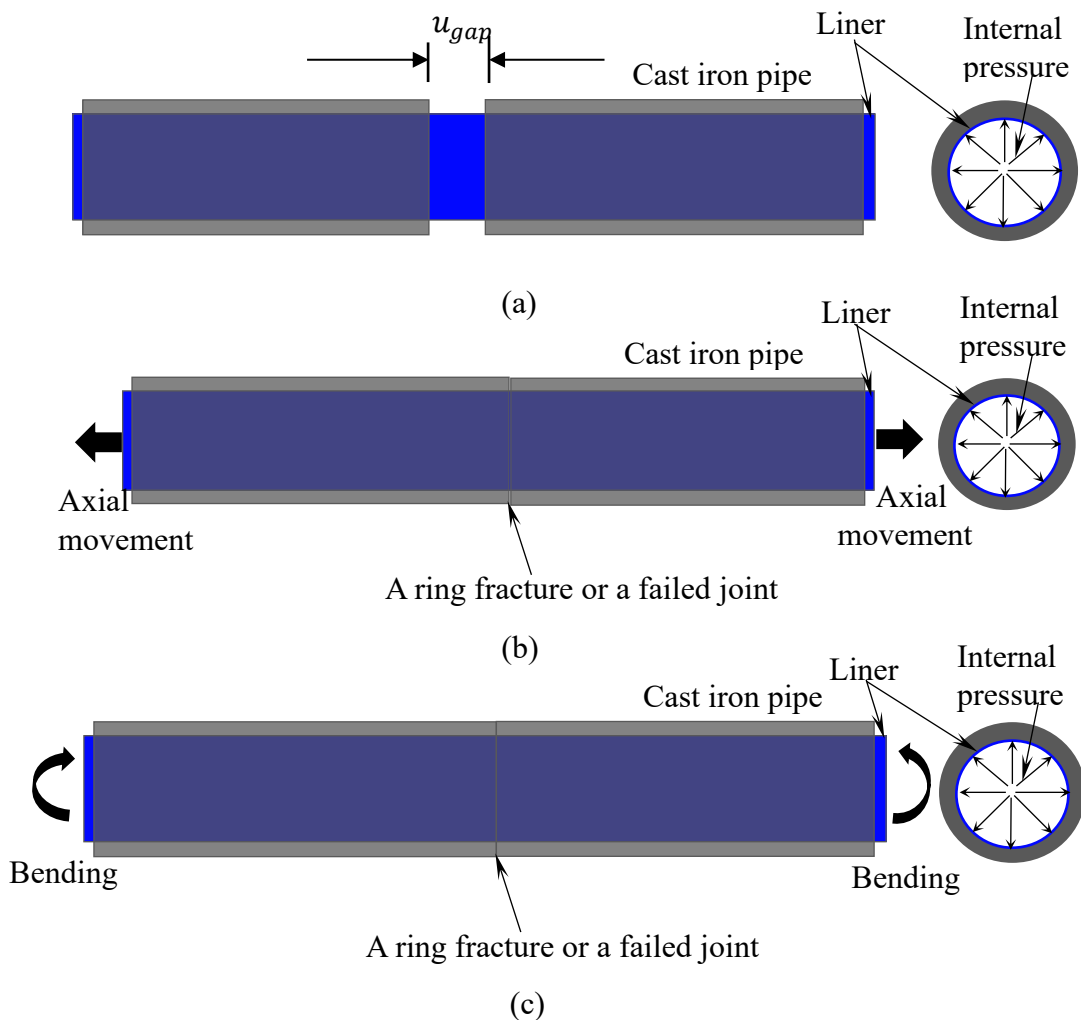 u_gap
Liner
Internal
pressure
Cast iron pipe
(a)
Liner
Internal
pressure
Cast iron pipe
Axial
movement
Axial
movement
A ring fracture or a failed joint
(b)
Liner
Internal
pressure
Cast iron pipe
Bending
Bending
A ring fracture or a failed joint
(c)